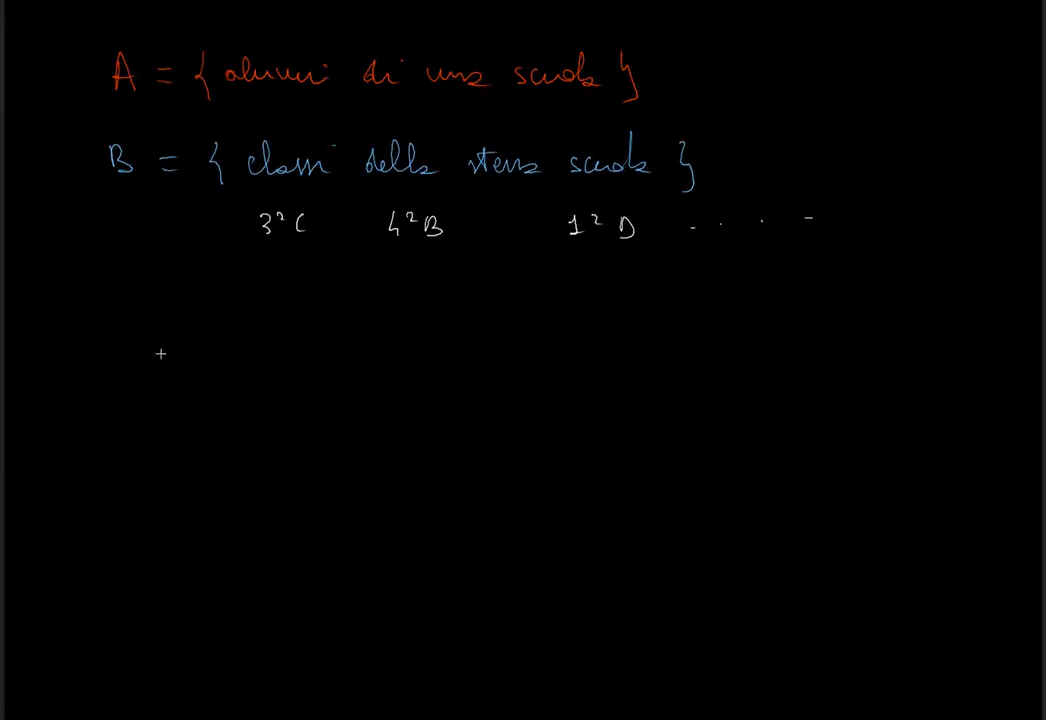 A = { alunni di una scuola }
B = { classi della stessa scuola }
3ª C 4ª B 1ª D - . . -